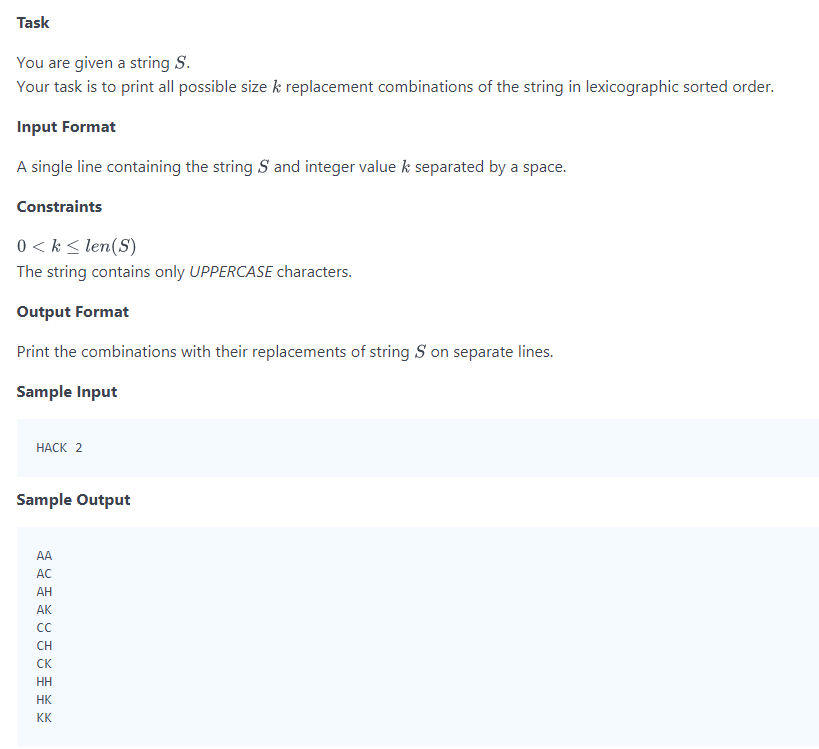 Task
You are given a string S.
Your task is to print all possible size k replacement combinations of the string in lexicographic sorted order.
Input Format
A single line containing the string S and integer value k separated by a space.
Constraints
0 < k ≤ len(S)
The string contains only UPPERCASE characters.
Output Format
Print the combinations with their replacements of string S on separate lines.
Sample Input
HACK 2
Sample Output
AA
AC
AH
AK
CC
CH
CK
HH
HK
KK